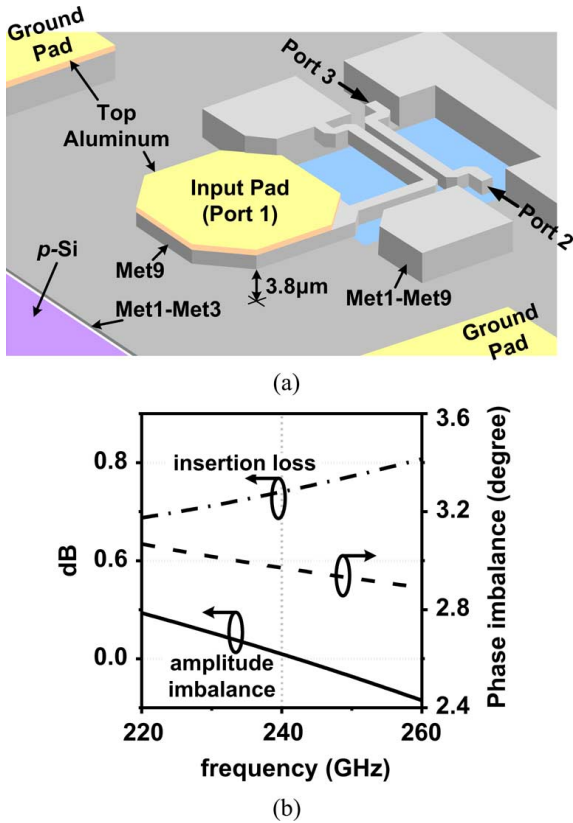 Ground
Pad
Port 3
Top
Aluminum
Input Pad
(Port 1)
Port 2
p-Si
Met9
3.8µm
Met1-Met9
Met1-Met3
Ground
Pad
(a)
3.6
0.8
insertion loss
3.2
dB
0.6
Phase imbalance (degree)
2.8
0.0
amplitude
imbalance
2.4
220
240
260
frequency (GHz)
(b)